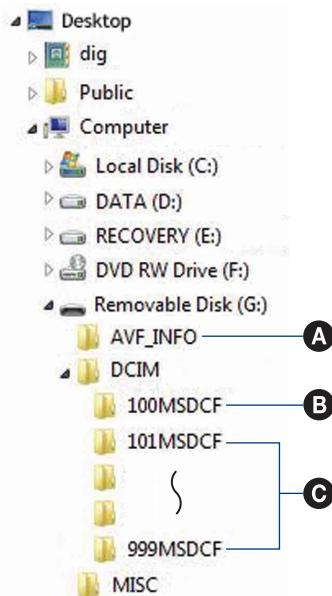 Desktop
dig
Public
Computer
Local Disk (C:)
DATA (D:)
RECOVERY (E:)
DVD RW Drive (F:)
Removable Disk (G:)
AVF_INFO A
DCIM
100MSDCF B
101MSDCF
C
999MSDCF
MISC